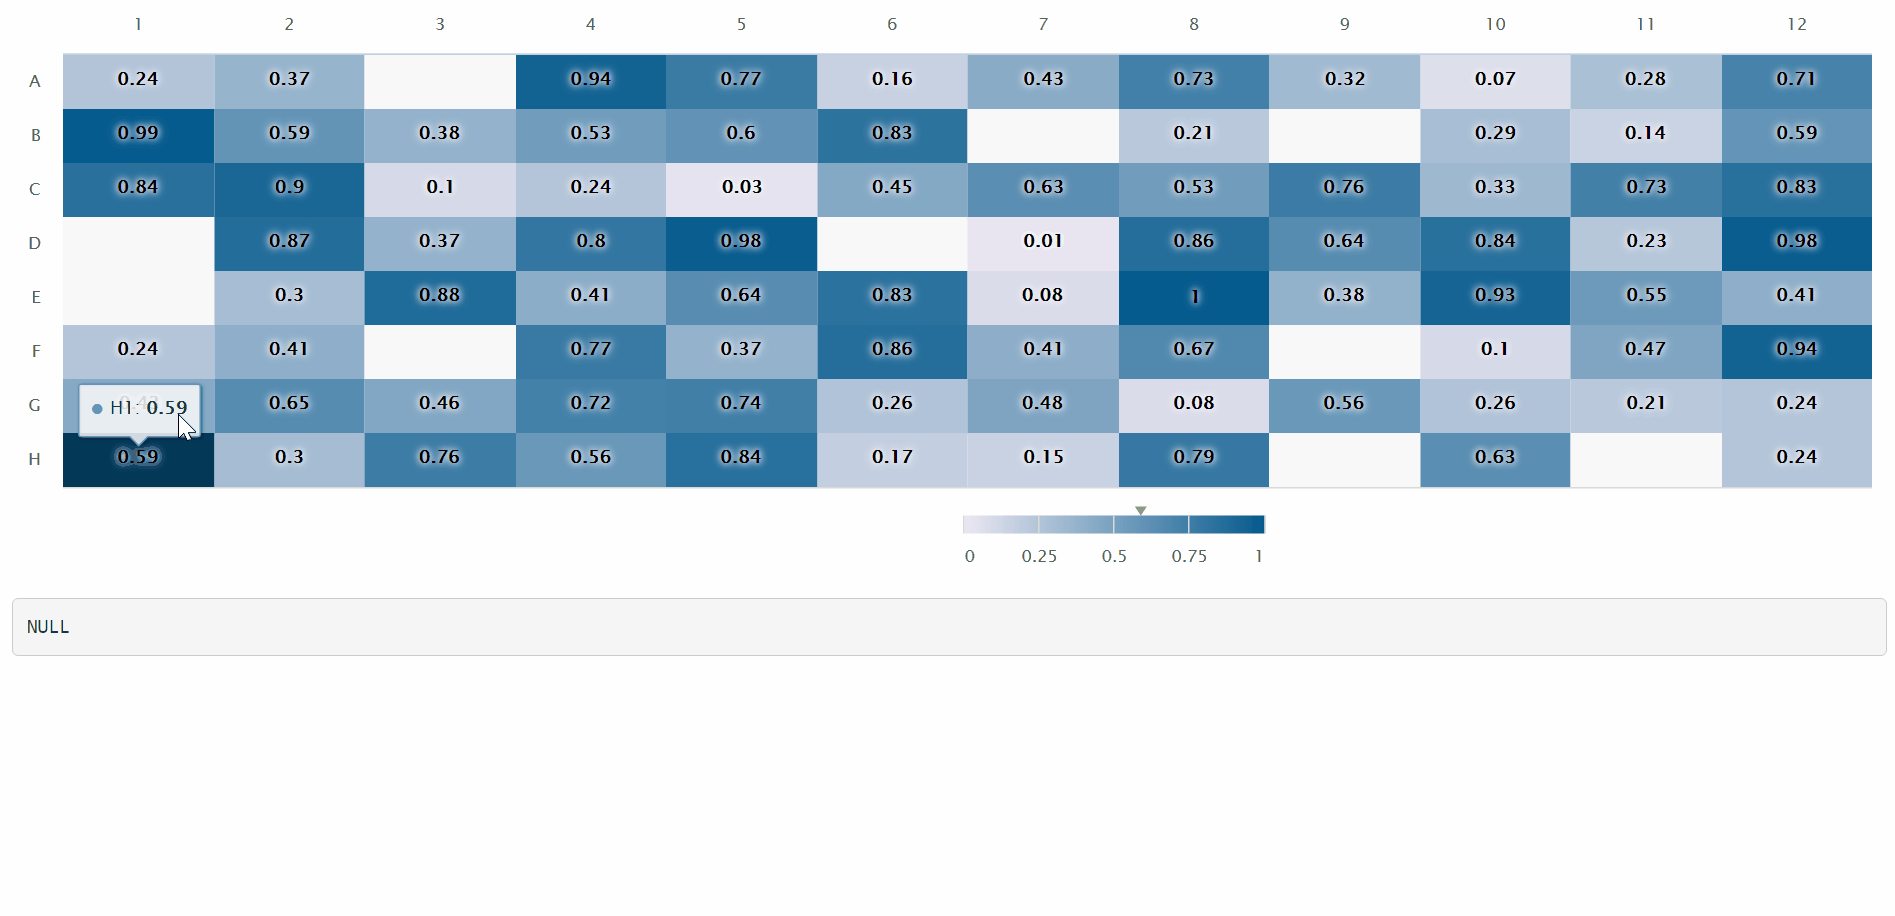 1 2 3 4 5 6 7 8 9 10 11 12
A 0.24 0.37 0.94 0.77 0.16 0.43 0.73 0.32 0.07 0.28 0.71
B 0.99 0.59 0.38 0.53 0.6 0.83 0.21 0.29 0.14 0.59
C 0.84 0.9 0.1 0.24 0.03 0.45 0.63 0.53 0.76 0.33 0.73 0.83
D 0.87 0.37 0.8 0.98 0.01 0.86 0.64 0.84 0.23 0.98
E 0.3 0.88 0.41 0.64 0.83 0.08 1 0.38 0.93 0.55 0.41
F 0.24 0.41 0.77 0.37 0.86 0.41 0.67 0.1 0.47 0.94
G H1: 0.59 0.65 0.46 0.72 0.74 0.26 0.48 0.08 0.56 0.26 0.21 0.24
H 0.59 0.3 0.76 0.56 0.84 0.17 0.15 0.79 0.63 0.24
0 0.25 0.5 0.75 1
NULL